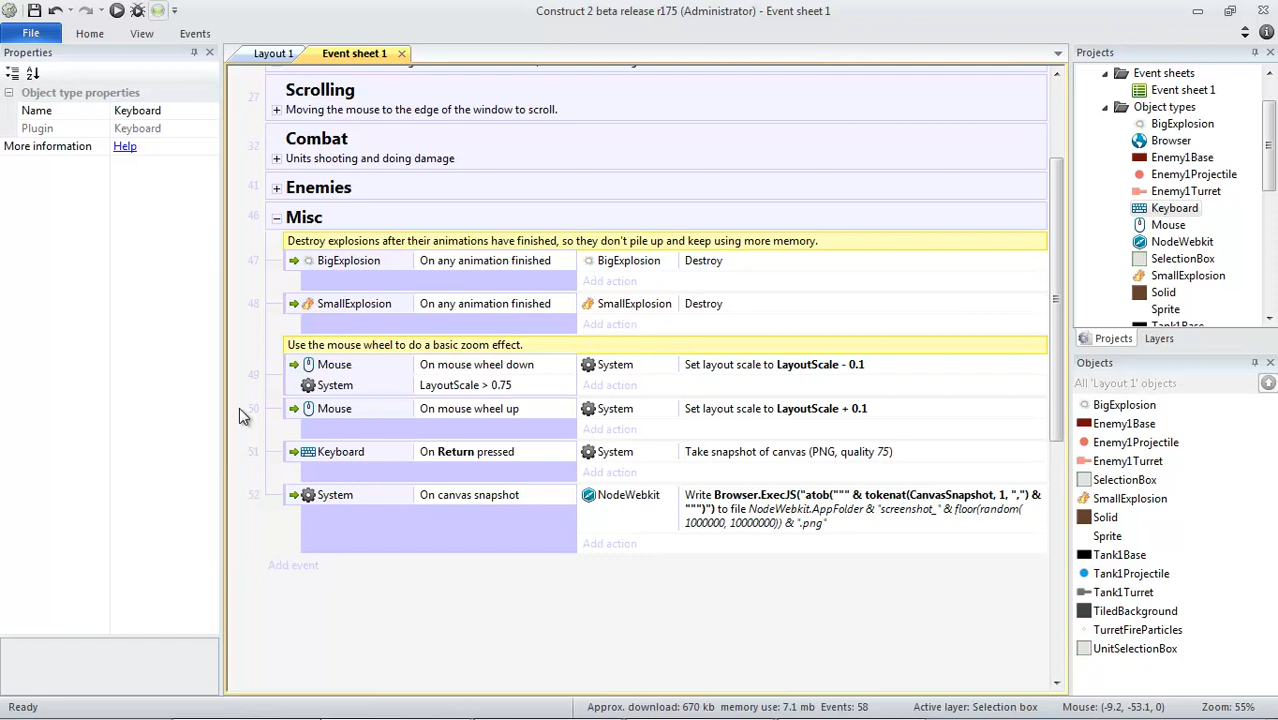 Construct 2 beta release r175 (Administrator) - Event sheet 1
File Home View Events
Properties
Layout 1 Event sheet 1
Projects
Object type properties
Name Keyboard
Plugin Keyboard
More information Help
27 Scrolling
Moving the mouse to the edge of the window to scroll.
32 Combat
Units shooting and doing damage
41 Enemies
46 Misc
Destroy explosions after their animations have finished, so they don't pile up and keep using more memory.
47 BigExplosion On any animation finished BigExplosion Destroy
Add action
48 SmallExplosion On any animation finished SmallExplosion Destroy
Add action
Use the mouse wheel to do a basic zoom effect.
49 Mouse On mouse wheel down System Set layout scale to LayoutScale - 0.1
System LayoutScale > 0.75 Add action
50 Mouse On mouse wheel up System Set layout scale to LayoutScale + 0.1
Add action
51 Keyboard On Return pressed System Take snapshot of canvas (PNG, quality 75)
Add action
52 System On canvas snapshot NodeWebkit Write Browser.ExecJS("atob(""" & tokenat(CanvasSnapshot, 1, ",") &
""")") to file NodeWebkit.AppFolder & "screenshot_" & floor(random(
1000000, 10000000)) & ".png"
Add action
Add event
Event sheets
Event sheet 1
Object types
BigExplosion
Browser
Enemy1Base
Enemy1Projectile
Enemy1Turret
Keyboard
Mouse
NodeWebkit
SelectionBox
SmallExplosion
Solid
Sprite
Tank1Base
Projects Layers
Objects
All 'Layout 1' objects
BigExplosion
Enemy1Base
Enemy1Projectile
Enemy1Turret
SelectionBox
SmallExplosion
Solid
Sprite
Tank1Base
Tank1Projectile
Tank1Turret
TiledBackground
TurretFireParticles
UnitSelectionBox
Ready Approx. download: 670 kb memory use: 7.1 mb Events: 58 Active layer: Selection box Mouse: (-9.2, -53.1, 0) Zoom: 55%